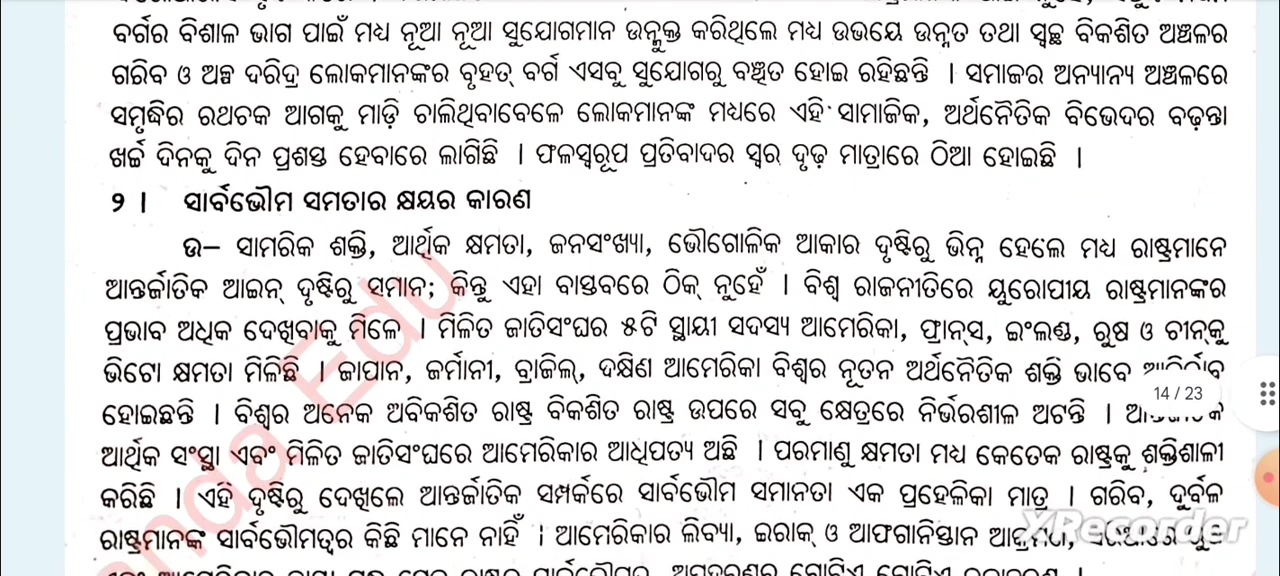 ବର୍ଗର ବିଶାଳ ଭାଗ ପାଇଁ ମଧ୍ୟ ନୂଆ ନୂଆ ସୁଯୋଗମାନ ଉନ୍ମୁକ୍ତ କରିଥିଲେ ମଧ୍ୟ ଉଭୟେ ଉନ୍ନତ ତଥା ସ୍ୱଚ୍ଛ ବିକଶିତ ଅଞ୍ଚଳର
ଗରିବ ଓ ଅଳ୍ପ ଦରିଦ୍ର ଲୋକମାନଙ୍କର ବୃହତ୍ ବର୍ଗ ଏସବୁ ସୁଯୋଗରୁ ବଞ୍ଚିତ ହୋଇ ରହିଛନ୍ତି । ସମାଜର ଅନ୍ୟାନ୍ୟ ଅଞ୍ଚଳରେ
ସମୃଦ୍ଧିର ରଥଚକ ଆଗକୁ ମାଡ଼ି ଚାଲିଥିବାବେଳେ ଲୋକମାନଙ୍କ ମଧ୍ୟରେ ଏହି ସାମାଜିକ, ଅର୍ଥନୈତିକ ବିଭେଦର ବଢ଼ନ୍ତା
ଖର୍ଚ୍ଚ ଦିନକୁ ଦିନ ପ୍ରଶସ୍ତ ହେବାରେ ଲାଗିଛି । ଫଳସ୍ୱରୂପ ପ୍ରତିବାଦର ସ୍ୱର ଦୃଢ଼ ମାତ୍ରାରେ ଠିଆ ହୋଇଛି ।
୨ । ସାର୍ବଭୌମ ସମତାର କ୍ଷୟର କାରଣ
ଉ– ସାମରିକ ଶକ୍ତି, ଆର୍ଥିକ କ୍ଷମତା, ଜନସଂଖ୍ୟା, ଭୌଗୋଳିକ ଆକାର ଦୃଷ୍ଟିରୁ ଭିନ୍ନ ହେଲେ ମଧ୍ୟ ରାଷ୍ଟ୍ରମାନେ
ଆନ୍ତର୍ଜାତିକ ଆଇନ୍ ଦୃଷ୍ଟିରୁ ସମାନ; କିନ୍ତୁ ଏହା ବାସ୍ତବରେ ଠିକ୍ ନୁହେଁ । ବିଶ୍ୱ ରାଜନୀତିରେ ୟୁରୋପୀୟ ରାଷ୍ଟ୍ରମାନଙ୍କର
ପ୍ରଭାବ ଅଧିକ ଦେଖିବାକୁ ମିଳେ । ମିଳିତ ଜାତିସଂଘର ୫ଟି ସ୍ଥାୟୀ ସଦସ୍ୟ ଆମେରିକା, ଫ୍ରାନ୍‌ସ, ଇଂଲଣ୍ଡ, ରୁଷ ଓ ଚୀନ୍‌କୁ
ଭିଟୋ କ୍ଷମତା ମିଳିଛି । ଜାପାନ, ଜର୍ମାନୀ, ବ୍ରାଜିଲ୍, ଦକ୍ଷିଣ ଆମେରିକା ବିଶ୍ୱର ନୂତନ ଅର୍ଥନୈତିକ ଶକ୍ତି ଭାବେ
14 / 23
ହୋଇଛନ୍ତି । ବିଶ୍ୱର ଅନେକ ଅବିକଶିତ ରାଷ୍ଟ୍ର ବିକଶିତ ରାଷ୍ଟ୍ର ଉପରେ ସବୁ କ୍ଷେତ୍ରରେ ନିର୍ଭରଶୀଳ ଅଟନ୍ତି ।
ଆର୍ଥିକ ସଂସ୍ଥା ଏବଂ ମିଳିତ ଜାତିସଂଘରେ ଆମେରିକାର ଆଧିପତ୍ୟ ଅଛି । ପରମାଣୁ କ୍ଷମତା ମଧ୍ୟ କେତେକ ରାଷ୍ଟ୍ରକୁ ଶକ୍ତିଶାଳୀ
କରିଛି । ଏହି ଦୃଷ୍ଟିରୁ ଦେଖିଲେ ଆନ୍ତର୍ଜାତିକ ସମ୍ପର୍କରେ ସାର୍ବଭୌମ ସମାନତା ଏକ ପ୍ରହେଳିକା ମାତ୍ର । ଗରିବ, ଦୁର୍ବଳ
ରାଷ୍ଟ୍ରମାନଙ୍କ ସାର୍ବଭୌମତ୍ୱର କିଛି ମାନେ ନାହିଁ । ଆମେରିକାର ଲିବ୍ୟା, ଇରାକ୍ ଓ ଆଫଗାନିସ୍ତାନ
XRecorder